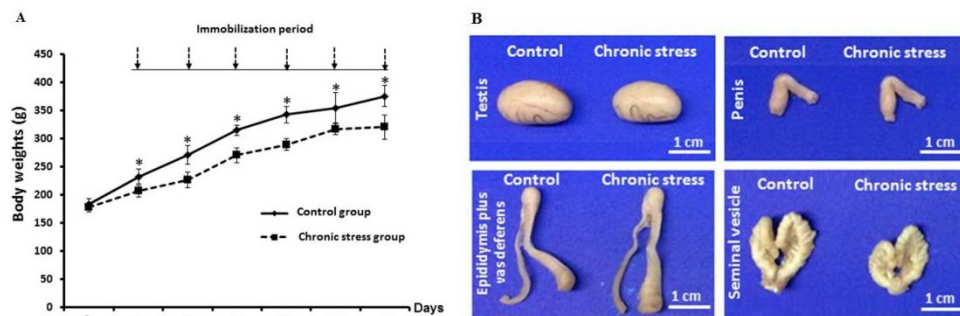 A
Immobilization period
450
400
350
300
250
200
150
100
50
0
Body weights (g)
* * * * * *
Control group
Chronic stress group
Days
B
Control Chronic stress
Testis
1 cm
Control Chronic stress
Penis
1 cm
Control Chronic stress
Epididymis plus
vas deferens
1 cm
Control Chronic stress
Seminal vesicle
1 cm